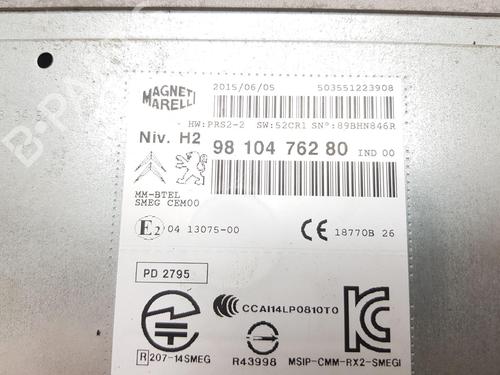 MAGNETI
MARELLI
2015/06/05 503551223908
HW:PRS2-2 SW:52CR1 SN°:89BHN846R
Niv. H2
98 104 762 80 IND 00
MM-BTEL
SMEG CEM00
E2 04 13075-00
CE 18770B 26
PD 2795
CCAI14LP0810T0
R 207-14SMEG
R43998
MSIP-CMM-RX2-SMEGI